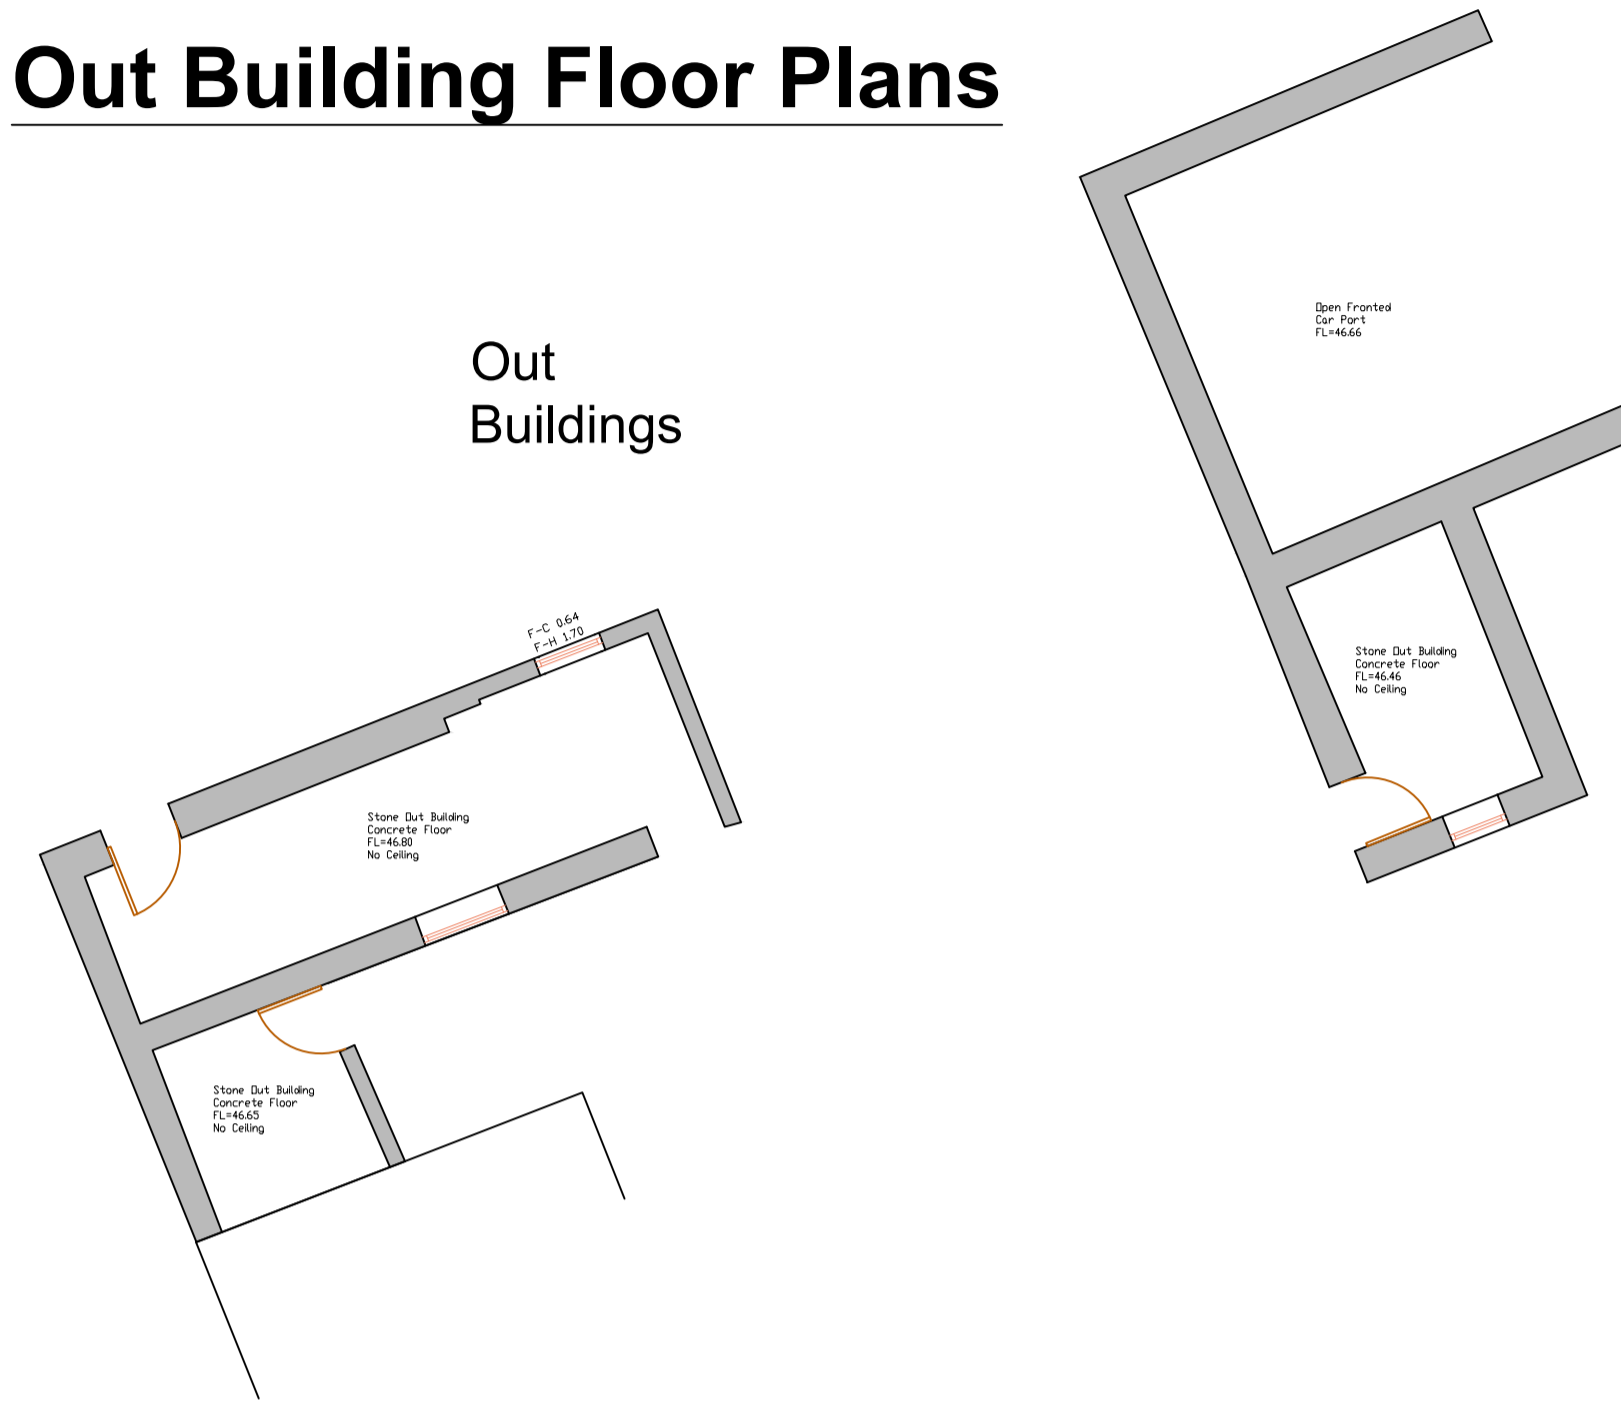 Out Building Floor Plans
Open Fronted
Car Port
FL=46.66
Out
Buildings
F-C 0.64
F-H 1.70
Stone Out Building
Concrete Floor
FL=46.46
No Ceiling
Stone Out Building
Concrete Floor
FL=46.80
No Ceiling
Stone Out Building
Concrete Floor
FL=46.65
No Ceiling